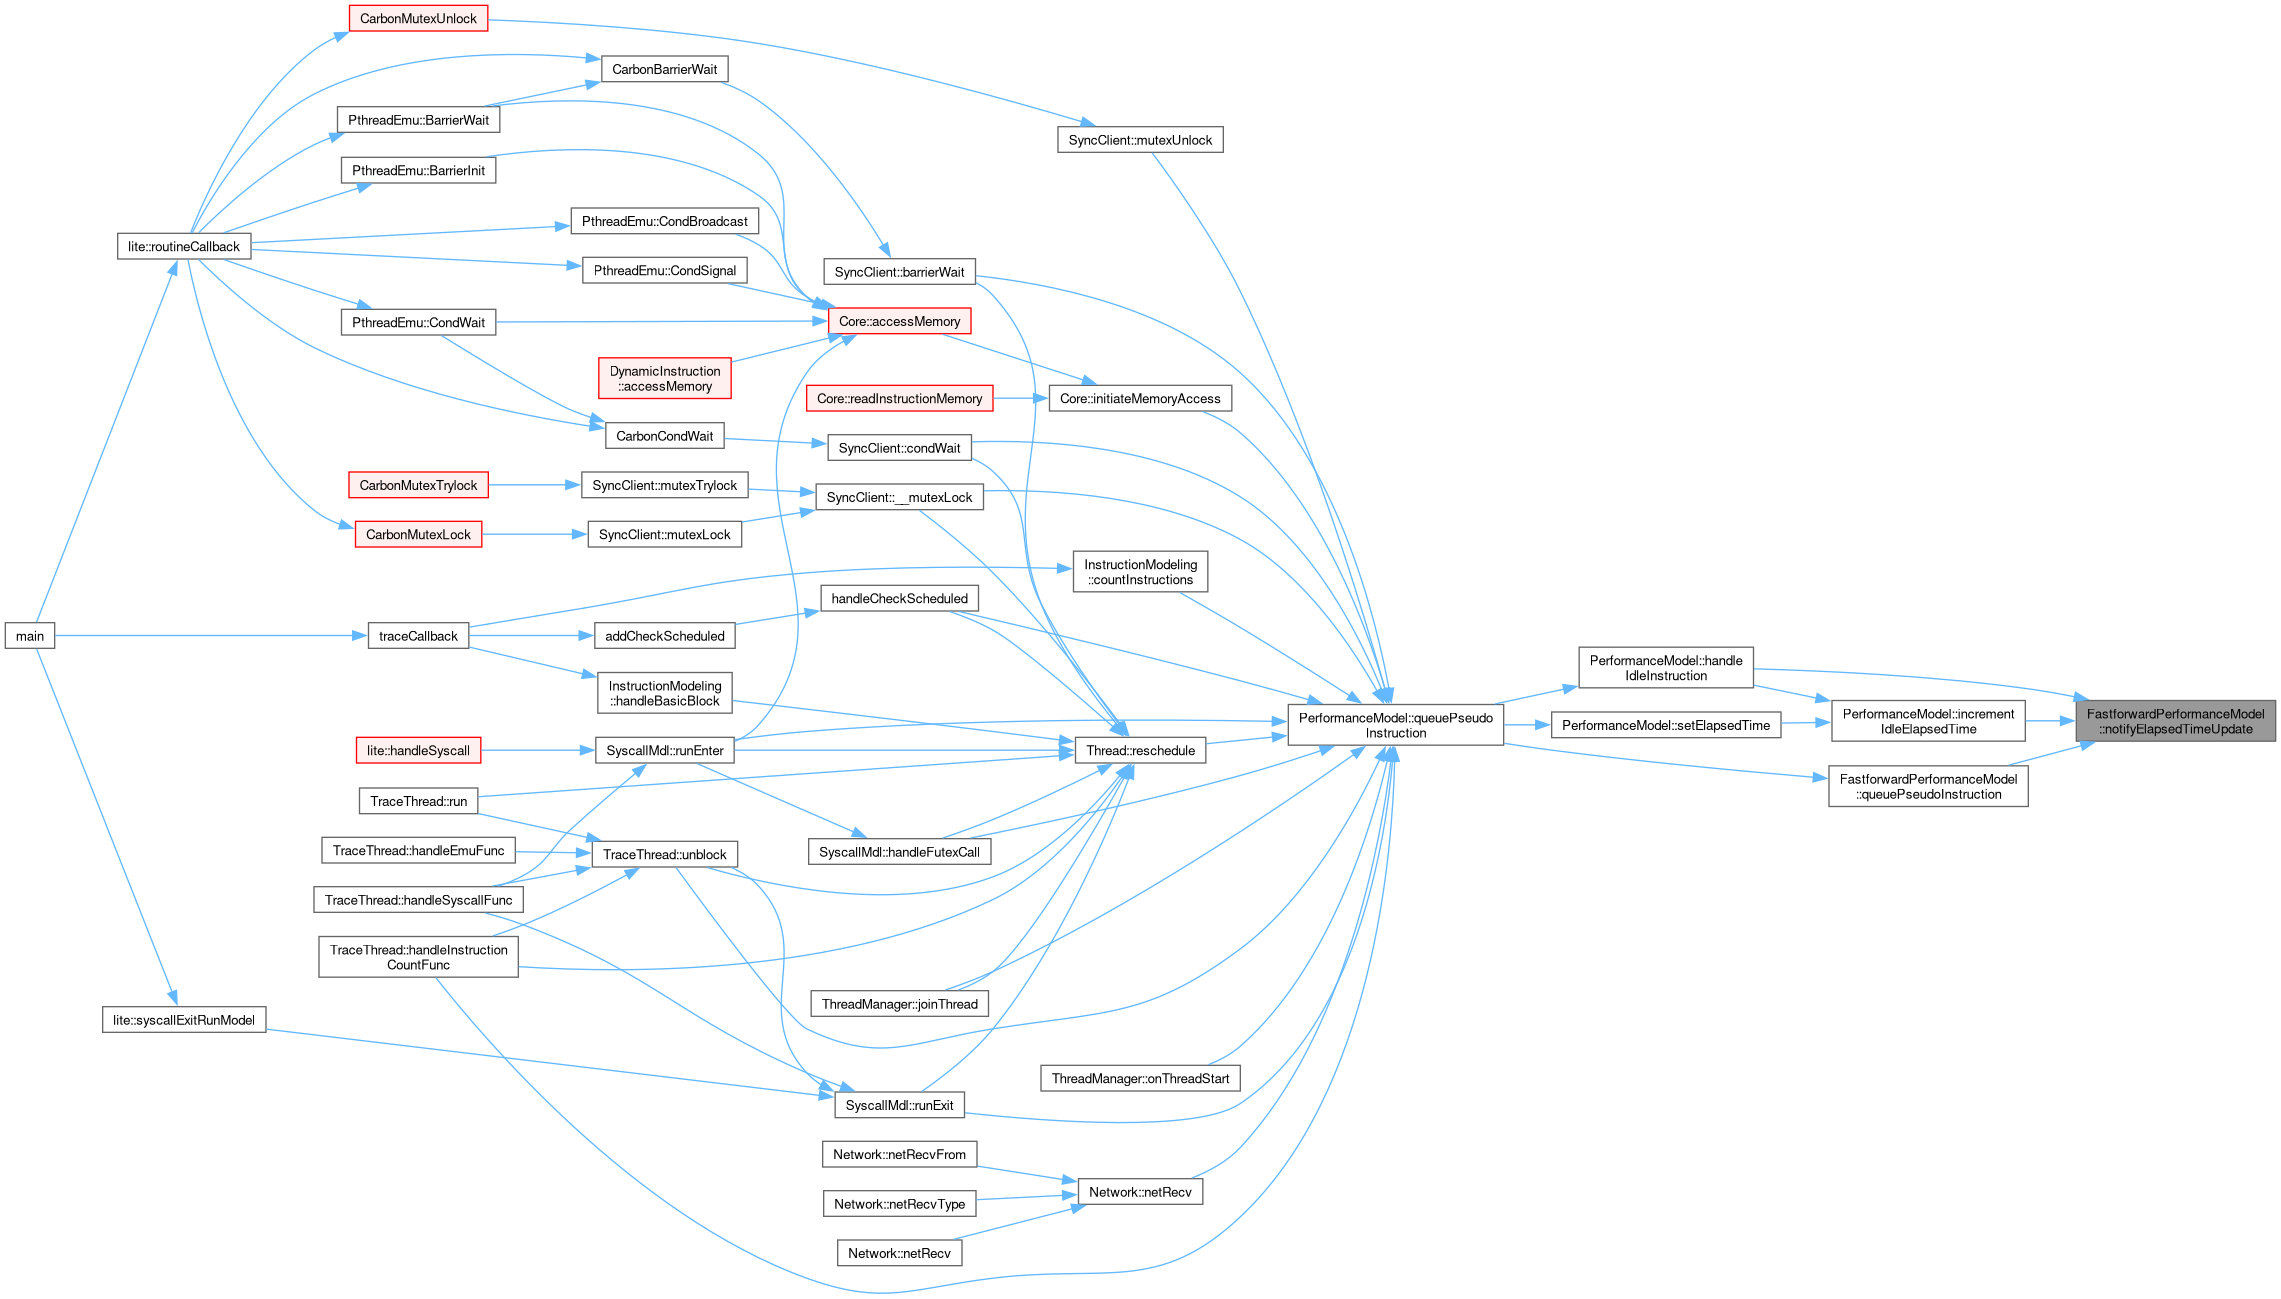 CarbonMutexUnlock
CarbonBarrierWait
PthreadEmu::BarrierWait
SyncClient::mutexUnlock
PthreadEmu::BarrierInit
PthreadEmu::CondBroadcast
lite::routineCallback
PthreadEmu::CondSignal
SyncClient::barrierWait
PthreadEmu::CondWait
Core::accessMemory
DynamicInstruction
::accessMemory
Core::readInstructionMemory
Core::initiateMemoryAccess
CarbonCondWait
SyncClient::condWait
CarbonMutexTrylock
SyncClient::mutexTrylock
SyncClient::__mutexLock
CarbonMutexLock
SyncClient::mutexLock
InstructionModeling
::countInstructions
handleCheckScheduled
main
traceCallback
addCheckScheduled
PerformanceModel::handle
IdleInstruction
InstructionModeling
::handleBasicBlock
PerformanceModel::queuePseudo
Instruction
PerformanceModel::setElapsedTime
PerformanceModel::increment
IdleElapsedTime
FastforwardPerformanceModel
::notifyElapsedTimeUpdate
lite::handleSyscall
SyscallMdl::runEnter
Thread::reschedule
FastforwardPerformanceModel
::queuePseudoInstruction
TraceThread::run
TraceThread::handleEmuFunc
TraceThread::unblock
SyscallMdl::handleFutexCall
TraceThread::handleSyscallFunc
TraceThread::handleInstruction
CountFunc
ThreadManager::joinThread
lite::syscallExitRunModel
ThreadManager::onThreadStart
SyscallMdl::runExit
Network::netRecvFrom
Network::netRecv
Network::netRecvType
Network::netRecv